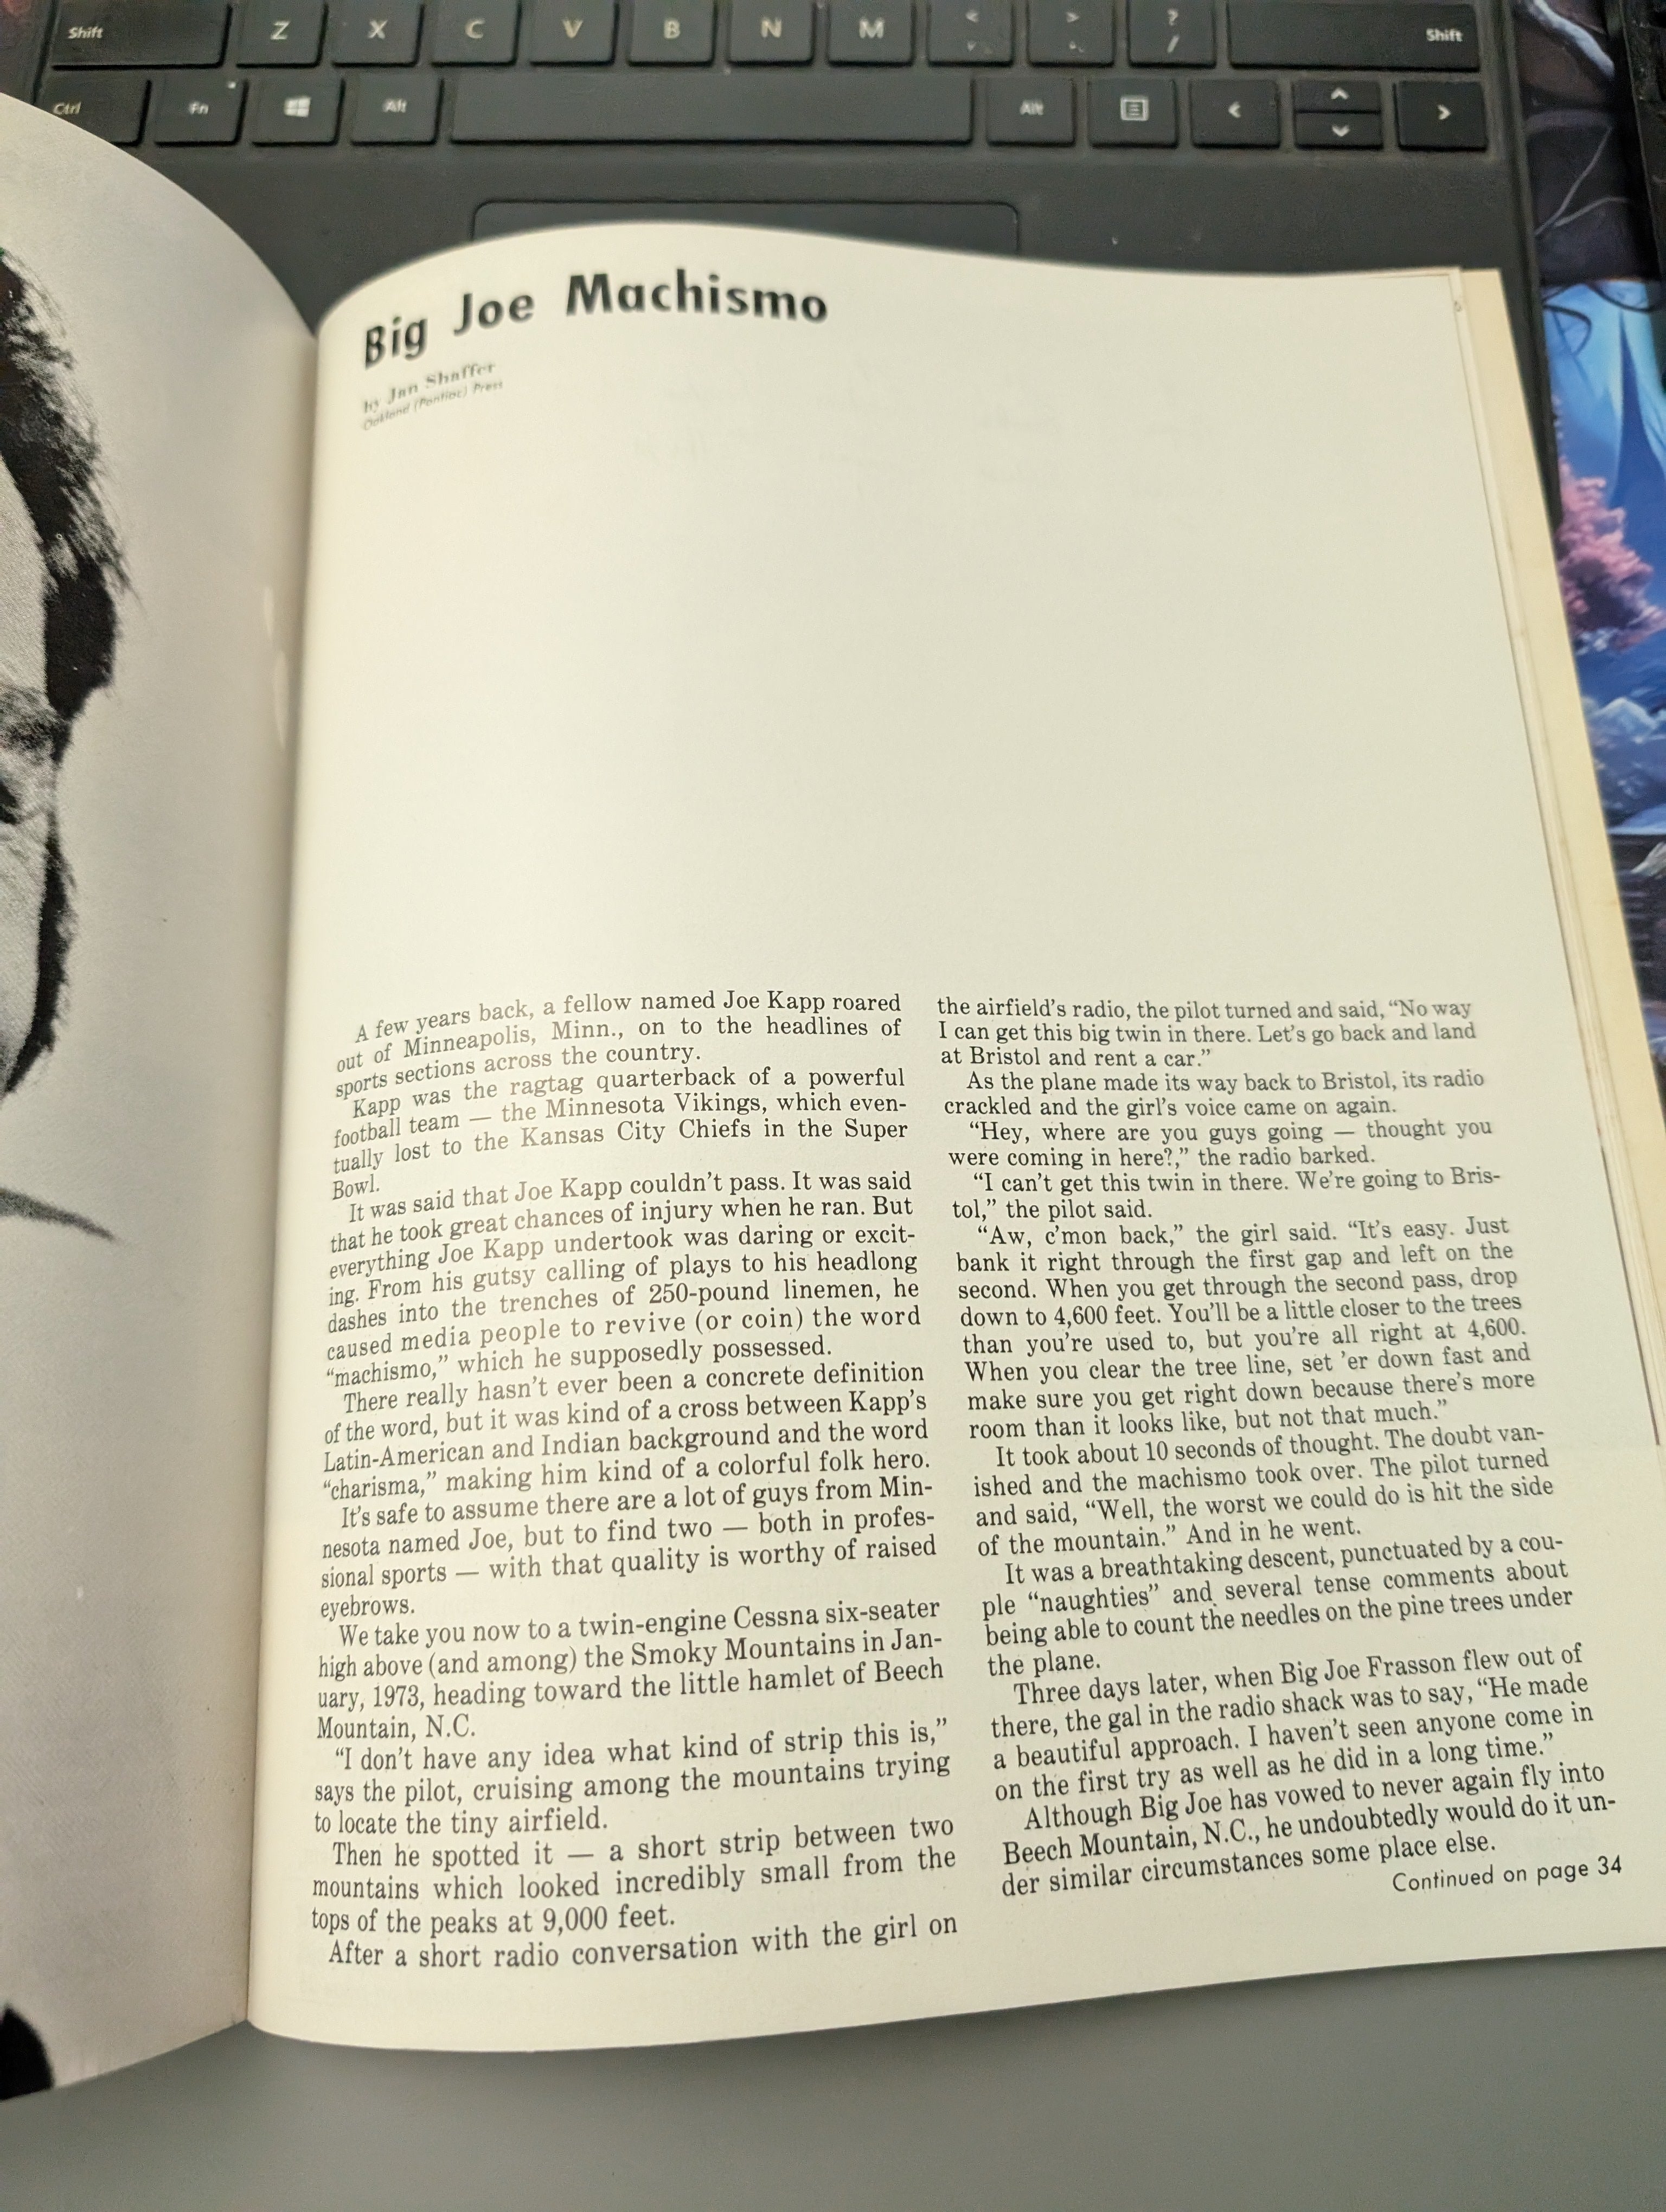 Shift
Z
X
C
V
B
N
M
<
>
?
/
Shift
Ctrl
Fn
Alt
Alt
<
>
Big Joe Machismo
by Jan Shaffer
Oakland (Pontiac) Press
A few years back, a fellow named Joe Kapp roared
out of Minneapolis, Minn., on to the headlines of
sports sections across the country.
Kapp was the ragtag quarterback of a powerful
football team — the Minnesota Vikings, which even-
tually lost to the Kansas City Chiefs in the Super
Bowl.
It was said that Joe Kapp couldn't pass. It was said
that he took great chances of injury when he ran. But
everything Joe Kapp undertook was daring or excit-
ing. From his gutsy calling of plays to his headlong
dashes into the trenches of 250-pound linemen, he
caused media people to revive (or coin) the word
“machismo,” which he supposedly possessed.
There really hasn't ever been a concrete definition
of the word, but it was kind of a cross between Kapp's
Latin-American and Indian background and the word
“charisma,” making him kind of a colorful folk hero.
It's safe to assume there are a lot of guys from Min-
nesota named Joe, but to find two — both in profes-
sional sports — with that quality is worthy of raised
eyebrows.
We take you now to a twin-engine Cessna six-seater
high above (and among) the Smoky Mountains in Jan-
uary, 1973, heading toward the little hamlet of Beech
Mountain, N.C.
“I don't have any idea what kind of strip this is,”
says the pilot, cruising among the mountains trying
to locate the tiny airfield.
Then he spotted it — a short strip between two
mountains which looked incredibly small from the
tops of the peaks at 9,000 feet.
After a short radio conversation with the girl on
the airfield's radio, the pilot turned and said, “No way
I can get this big twin in there. Let's go back and land
at Bristol and rent a car.”
As the plane made its way back to Bristol, its radio
crackled and the girl's voice came on again.
“Hey, where are you guys going — thought you
were coming in here?,” the radio barked.
“I can't get this twin in there. We're going to Bris-
tol,” the pilot said.
“Aw, c'mon back,” the girl said. “It's easy. Just
bank it right through the first gap and left on the
second. When you get through the second pass, drop
down to 4,600 feet. You'll be a little closer to the trees
than you're used to, but you're all right at 4,600.
When you clear the tree line, set 'er down fast and
make sure you get right down because there's more
room than it looks like, but not that much.”
It took about 10 seconds of thought. The doubt van-
ished and the machismo took over. The pilot turned
and said, “Well, the worst we could do is hit the side
of the mountain.” And in he went.
It was a breathtaking descent, punctuated by a cou-
ple “naughties” and several tense comments about
being able to count the needles on the pine trees under
the plane.
Three days later, when Big Joe Frasson flew out of
there, the gal in the radio shack was to say, “He made
a beautiful approach. I haven't seen anyone come in
on the first try as well as he did in a long time.”
Although Big Joe has vowed to never again fly into
Beech Mountain, N.C., he undoubtedly would do it un-
der similar circumstances some place else.
Continued on page 34